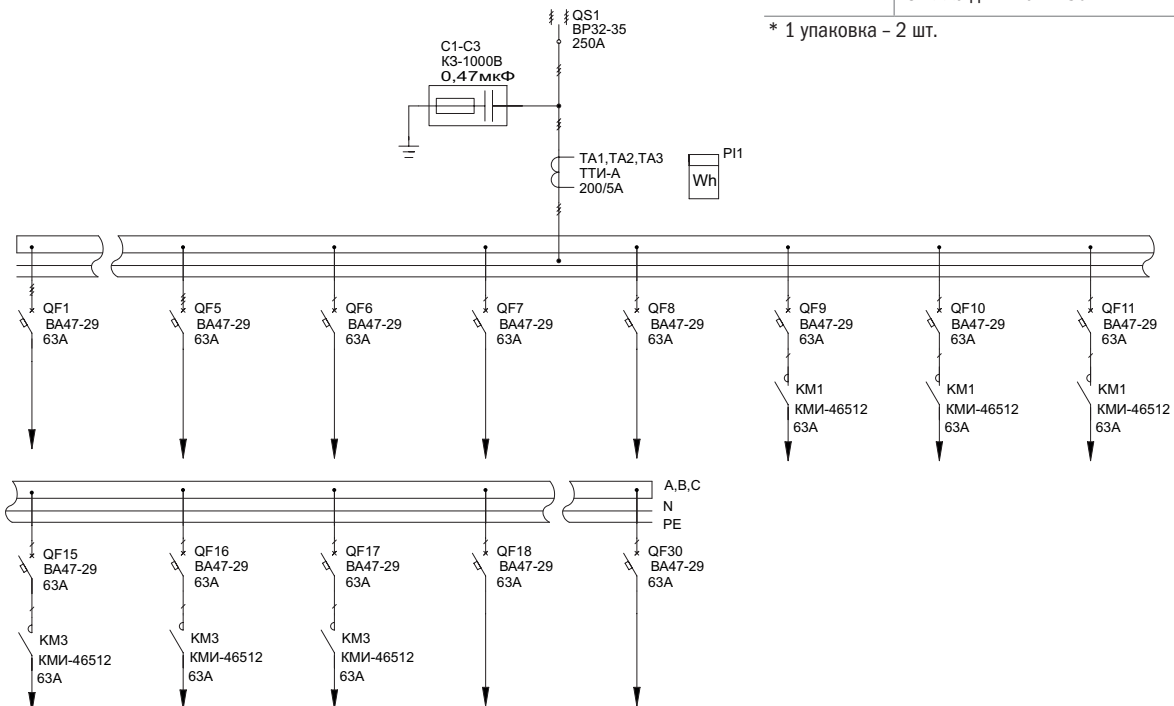 * 1 упаковка – 2 шт.
QS1
ВР32-35
250А
С1-С3
КЗ-1000В
0,47мкФ
ТА1,ТА2,ТА3
ТТИ-А
200/5А
PI1
Wh
QF1
ВА47-29
63А
QF5
ВА47-29
63А
QF6
ВА47-29
63А
QF7
ВА47-29
63А
QF8
ВА47-29
63А
QF9
ВА47-29
63А
QF10
ВА47-29
63А
QF11
ВА47-29
63А
КМ1
КМИ-46512
63А
КМ1
КМИ-46512
63А
КМ1
КМИ-46512
63А
А,В,С
N
PE
QF15
ВА47-29
63А
QF16
ВА47-29
63А
QF17
ВА47-29
63А
QF18
ВА47-29
63А
QF30
ВА47-29
63А
КМ3
КМИ-46512
63А
КМ3
КМИ-46512
63А
КМ3
КМИ-46512
63А